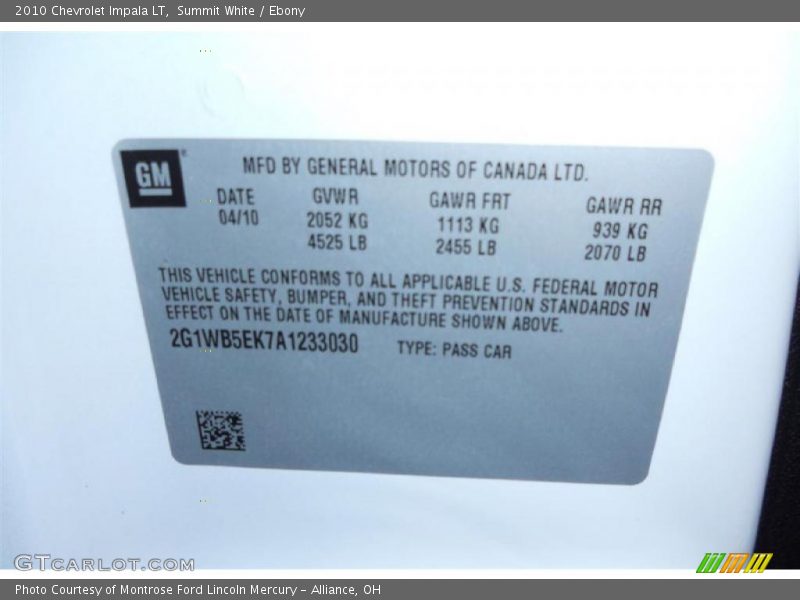 2010 Chevrolet Impala LT, Summit White / Ebony
GM
MFD BY GENERAL MOTORS OF CANADA LTD.
DATE GVWR GAWR FRT GAWR RR
04/10 2052 KG 1113 KG 939 KG
4525 LB 2455 LB 2070 LB
THIS VEHICLE CONFORMS TO ALL APPLICABLE U.S. FEDERAL MOTOR
VEHICLE SAFETY, BUMPER, AND THEFT PREVENTION STANDARDS IN
EFFECT ON THE DATE OF MANUFACTURE SHOWN ABOVE.
2G1WB5EK7A1233030 TYPE: PASS CAR
GTCARLOT.COM
Photo Courtesy of Montrose Ford Lincoln Mercury - Alliance, OH